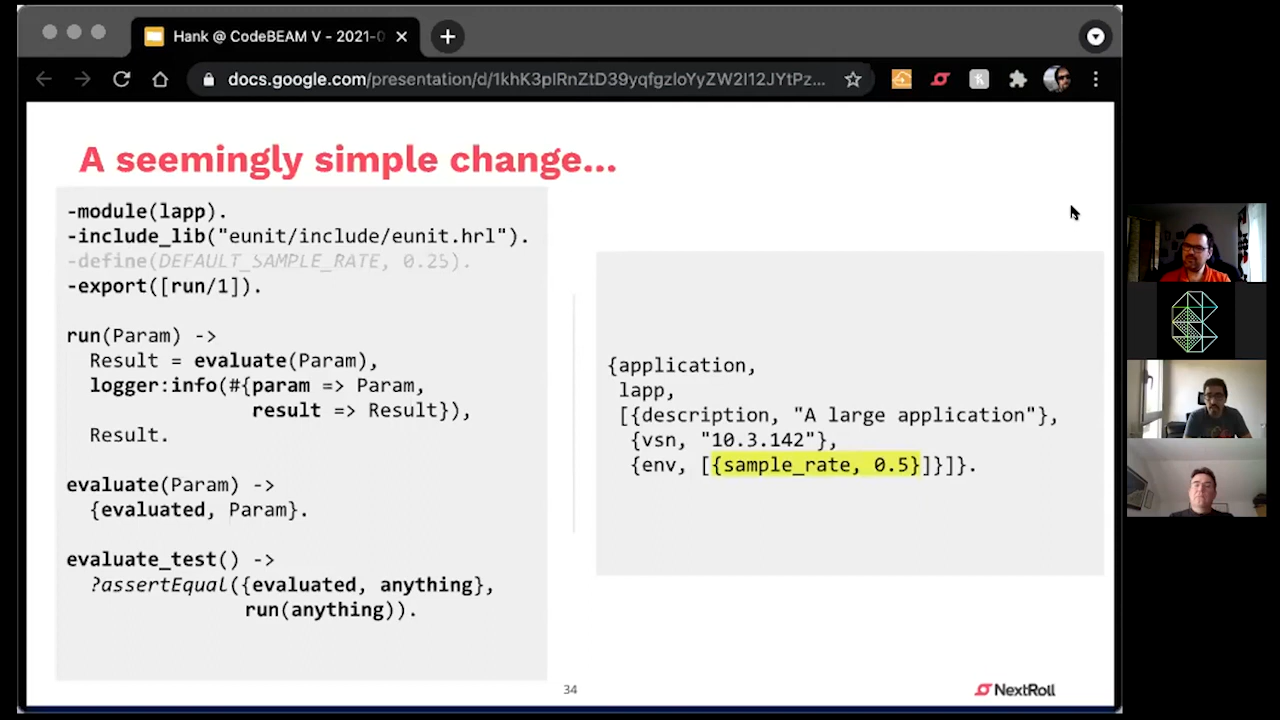 Hank @ CodeBEAM V - 2021-0
docs.google.com/presentation/d/1khK3plRnZtD39yqfgzloYyZW2l12JYtPz...
A seemingly simple change...
-module(lapp).
-include_lib("eunit/include/eunit.hrl").
-define(DEFAULT_SAMPLE_RATE, 0.25).
-export([run/1]).
run(Param) ->
Result = evaluate(Param),
logger:info(#{param => Param,
result => Result}),
Result.
evaluate(Param) ->
{evaluated, Param}.
evaluate_test() ->
?assertEqual({evaluated, anything},
run(anything)).
{application,
lapp,
[{description, "A large application"},
{vsn, "10.3.142"},
{env, [{sample_rate, 0.5}]}]}.
34
NextRoll